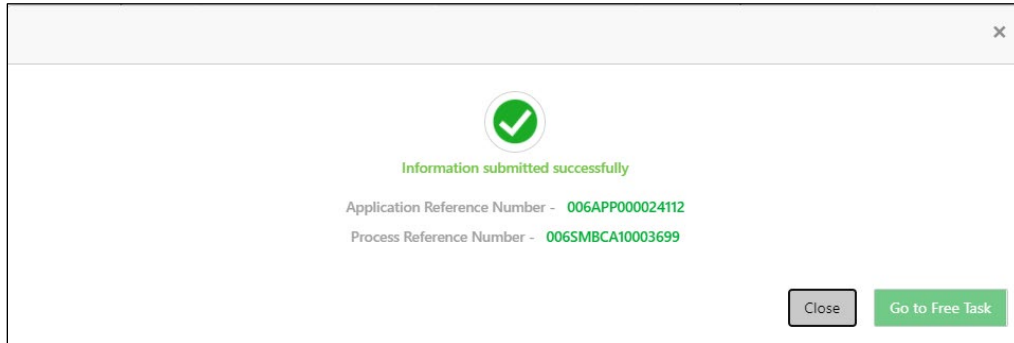 ×
Information submitted successfully
Application Reference Number - 006APP000024112
Process Reference Number - 006SMBCA10003699
Close Go to Free Task